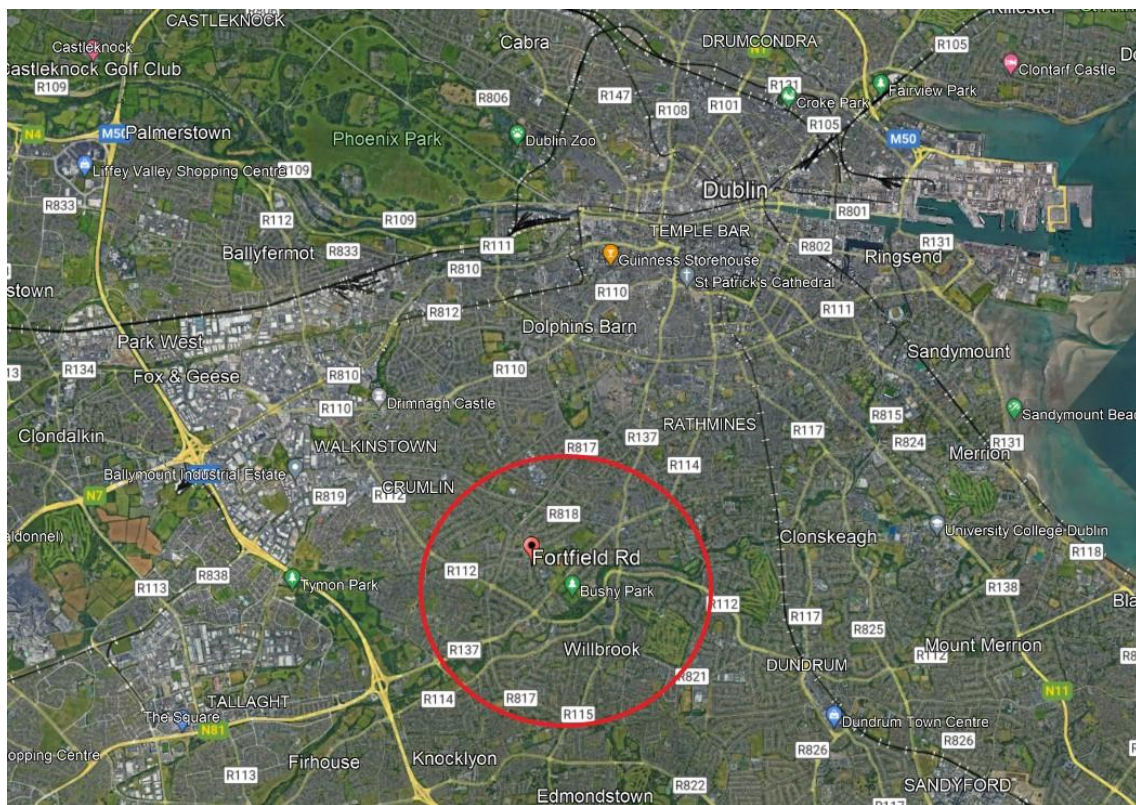 CASTLEKNOCK
Castleknock
Castleknock Golf Club
Cabra
DRUMCONDRA
N1
R105
Clontarf Castle
R109
R806
R147
R108
R101
R131
Croke Park
Fairview Park
R105
N4
M50
Palmerstown
Phoenix Park
Dublin Zoo
M50
Liffey Valley Shopping Centre
R109
Dublin
R833
R112
R109
R801
Ballyfermot
R833
R111
TEMPLE BAR
R802
R131
Ringsend
R810
Guinness Storehouse
St Patrick's Cathedral
stown
R110
R812
R111
Dolphins Barn
Park West
Sandymount
R134
Fox & Geese
R810
R110
R110
Drimnagh Castle
R815
Sandymount Beac
Clondalkin
RATHMINES
R117
R824
R131
WALKINSTOWN
R137
R817
Merrion
Ballymount Industrial Estate
R114
N7
R819
R112
CRUMLIN
R818
University College Dublin
aldonnel)
Clonskeagh
Fortfield Rd
R118
R838
R112
R113
Tymon Park
Bushy Park
R112
R138
R117
Bla
R825
R137
Willbrook
Mount Merrion
R112
DUNDRUM
R821
TALLAGHT
R114
R817
N11
The Square
R115
N81
Dundrum Town Centre
opping Centre
R826
R826
R113
Firhouse
Knocklyon
R822
SANDYFORD
Edmondstown
R117